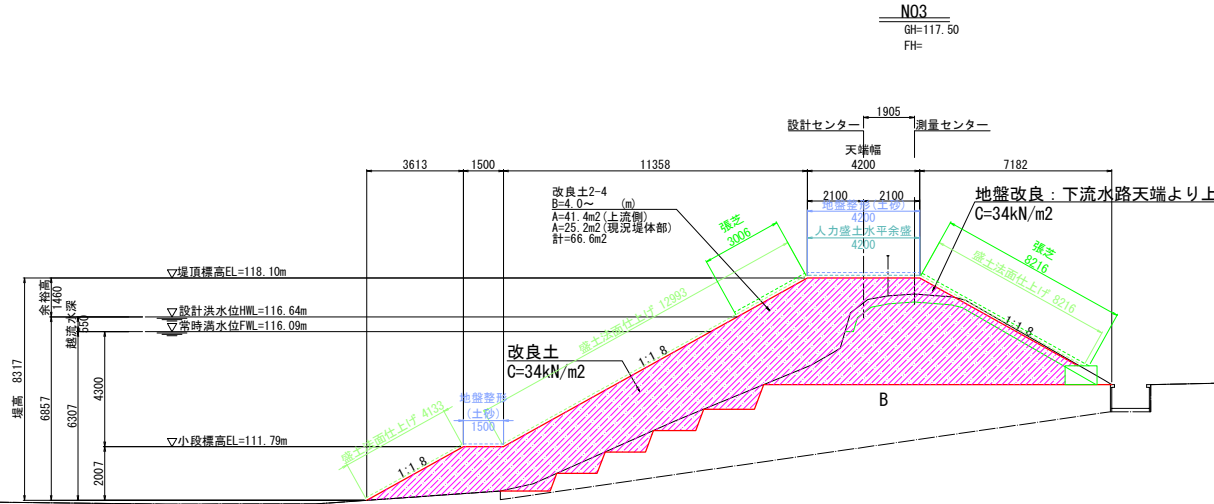 NO3
GH=117.50
FH=
1905
設計センター
測量センター
天端幅
3613
1500
11358
4200
7182
2100
2100
地盤整形(土砂)
4200
人力盛土水平余盛
4200
改良土2-4
B=4.0～ (m)
A=41.4m2(上流側)
A=25.2m2(現況堤体部)
計=66.6m2
地盤改良：下流水路天端より上
C=34kN/m2
張芝
3006
張芝
8216
盛土法面仕上げ 8216
盛土法面仕上げ 12993
1:1.8
1:1.8
▽堤頂標高EL=118.10m
▽設計洪水位HWL=116.64m
▽常時満水位FWL=116.09m
余裕高
1460
越流水深
550
改良土
C=34kN/m2
堤高 8317
6857
6307
4300
2007
地盤整形
(土砂)
1500
盛土法面仕上げ 4133
▽小段標高EL=111.79m
1:1.8
B